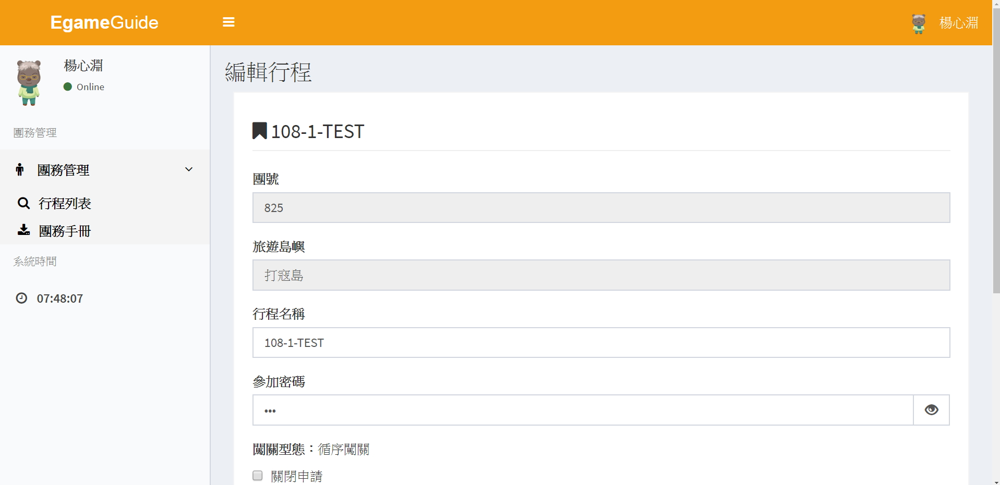 EgameGuide
楊心淵
楊心淵
Online
團務管理
團務管理
行程列表
團務手冊
系統時間
07:48:07
編輯行程
108-1-TEST
團號
825
旅遊島嶼
打寇島
行程名稱
108-1-TEST
參加密碼
•••
闖關型態：循序闖關
關閉申請